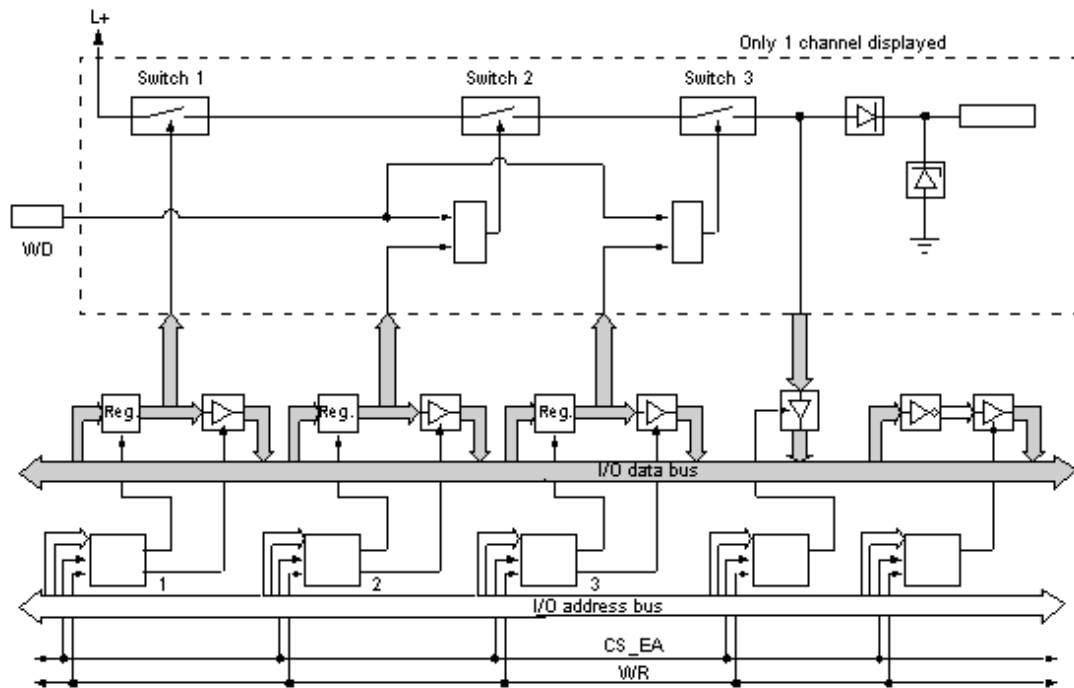 L+
Only 1 channel displayed
Switch 1
Switch 2
Switch 3
WD
Reg.
Reg.
Reg.
I/O data bus
1
2
3
I/O address bus
CS_EA
WR